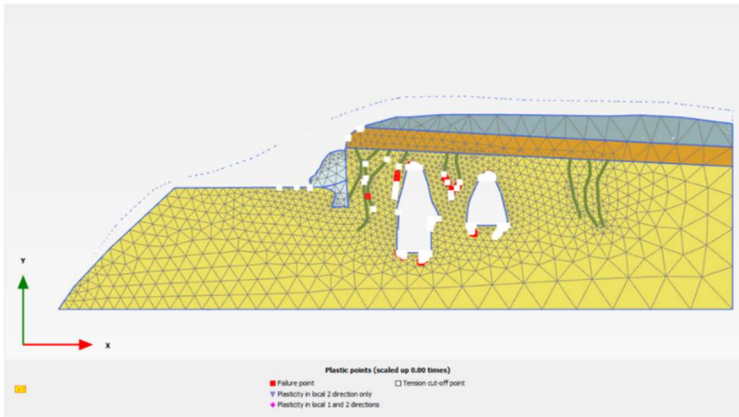 Y
X
Plastic points (scaled up 0.00 times)
Failure point
Tension cut-off point
Plasticity in local 2 direction only
Plasticity in local 1 and 2 directions